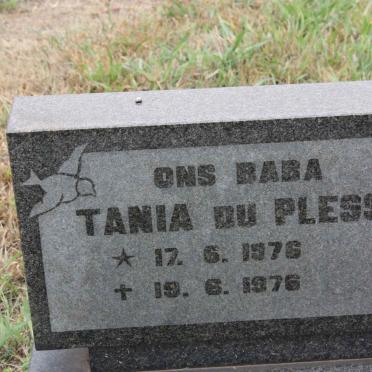 ONS BABA
TANIA DU PLESS
★ 17. 6. 1976
✝ 19. 6. 1976